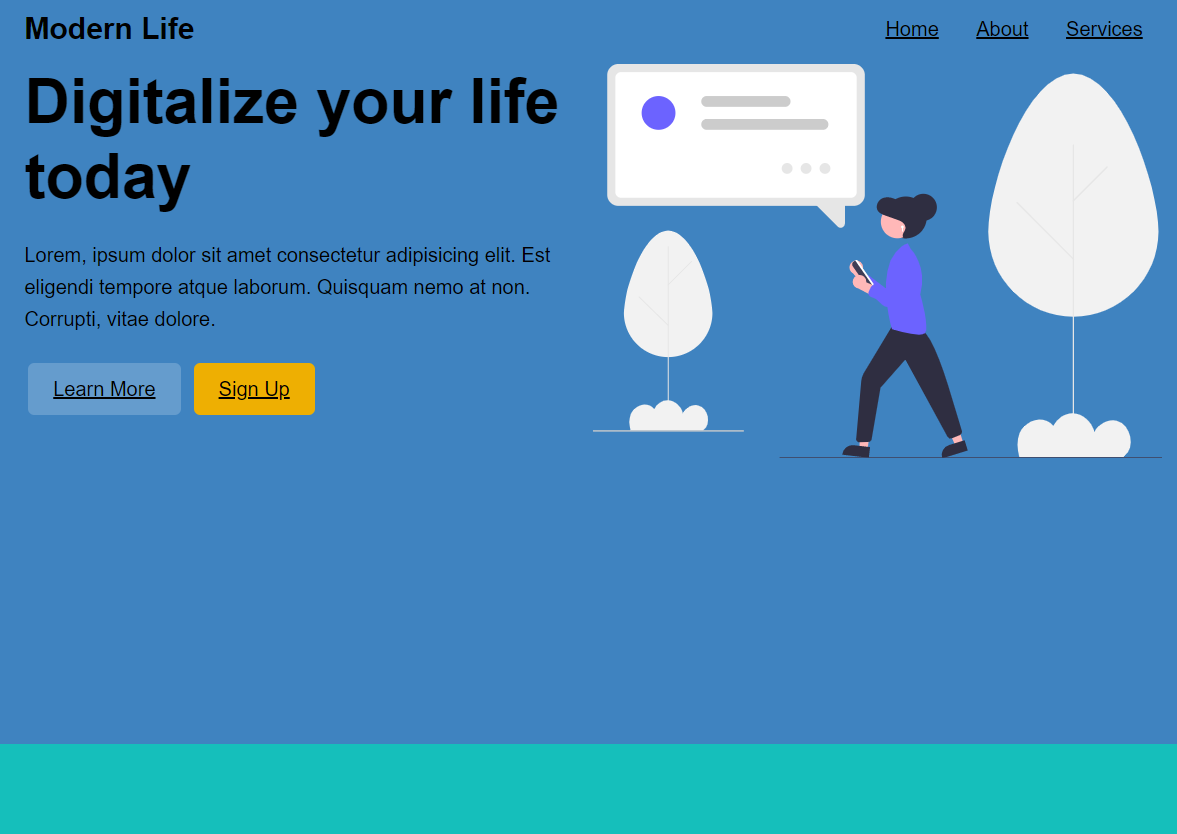 Modern Life
Home About Services
Digitalize your life
today
Lorem, ipsum dolor sit amet consectetur adipisicing elit. Est
eligendi tempore atque laborum. Quisquam nemo at non.
Corrupti, vitae dolore.
Learn More Sign Up